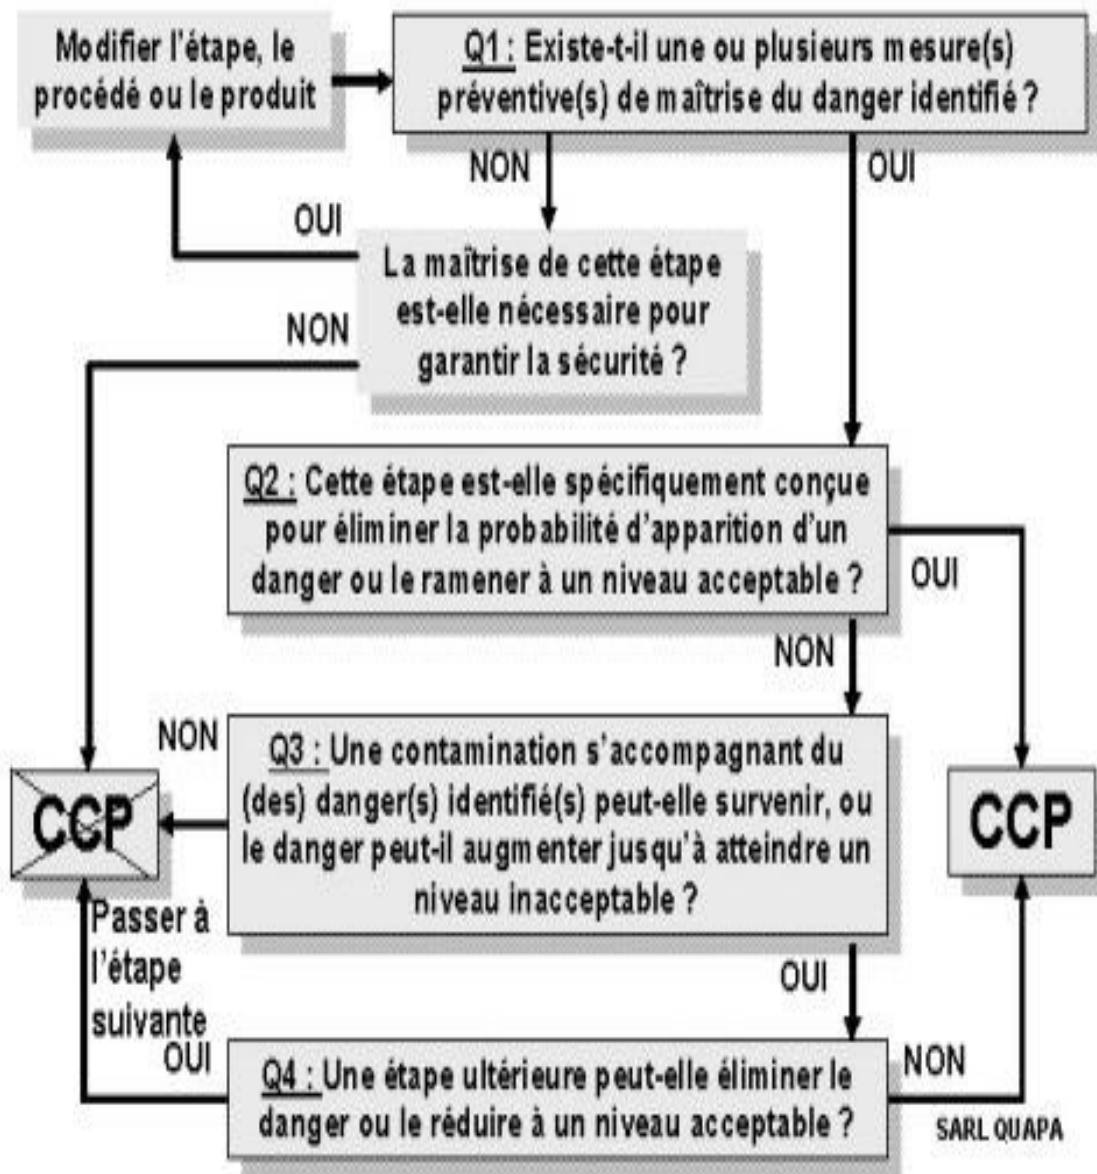 Modifier l'étape, le
procédé ou le produit
Q1 : Existe-t-il une ou plusieurs mesure(s)
préventive(s) de maîtrise du danger identifié ?
NON
OUI
OUI
La maîtrise de cette étape
est-elle nécessaire pour
garantir la sécurité ?
NON
Q2 : Cette étape est-elle spécifiquement conçue
pour éliminer la probabilité d'apparition d'un
danger ou le ramener à un niveau acceptable ?
OUI
NON
NON
Q3 : Une contamination s'accompagnant du
(des) danger(s) identifié(s) peut-elle survenir, ou
le danger peut-il augmenter jusqu'à atteindre un
niveau inacceptable ?
CCP
CCP
Passer à
l'étape
suivante
OUI
OUI
Q4 : Une étape ultérieure peut-elle éliminer le
danger ou le réduire à un niveau acceptable ?
NON
SARL QUAPA